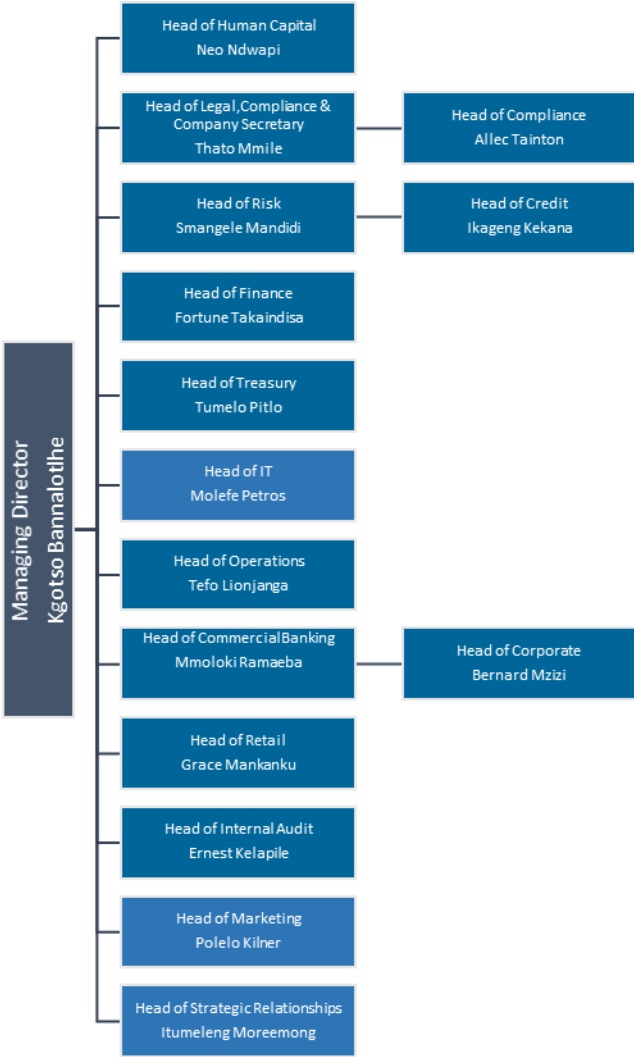 Managing Director
Kgotso Bannalotlhe
Head of Human Capital
Neo Ndwapi
Head of Legal,Compliance &
Company Secretary
Thato Mmile
Head of Compliance
Allec Tainton
Head of Risk
Smangele Mandidi
Head of Credit
Ikageng Kekana
Head of Finance
Fortune Takaindisa
Head of Treasury
Tumelo Pitlo
Head of IT
Molefe Petros
Head of Operations
Tefo Lionjanga
Head of Commercial Banking
Mmoloki Ramaeba
Head of Corporate
Bernard Mzizi
Head of Retail
Grace Mankanku
Head of Internal Audit
Ernest Kelapile
Head of Marketing
Polelo Kilner
Head of Strategic Relationships
Itumeleng Moreemong